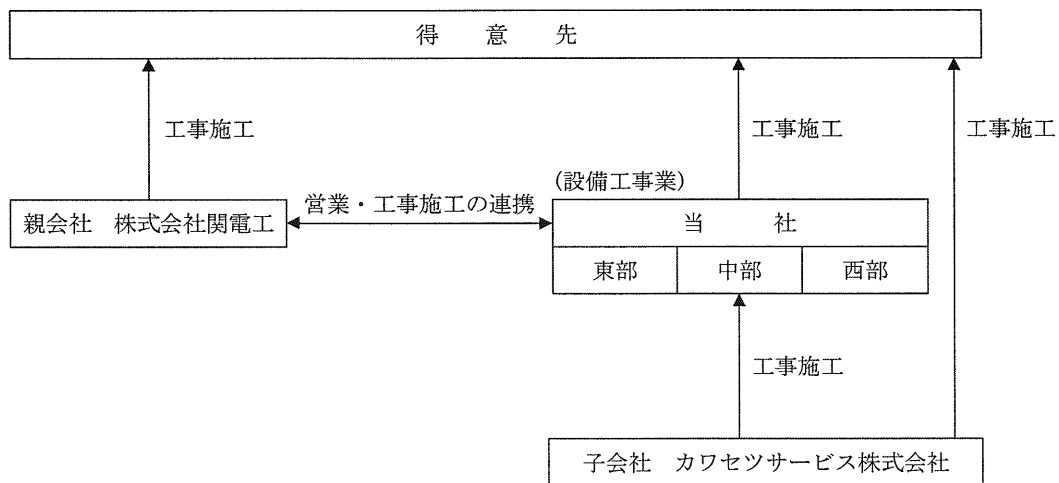 得意先
工事施工
工事施工
工事施工
(設備工事業)
親会社 株式会社関電工
営業・工事施工の連携
当社
東部
中部
西部
工事施工
子会社 カワセツサービス株式会社